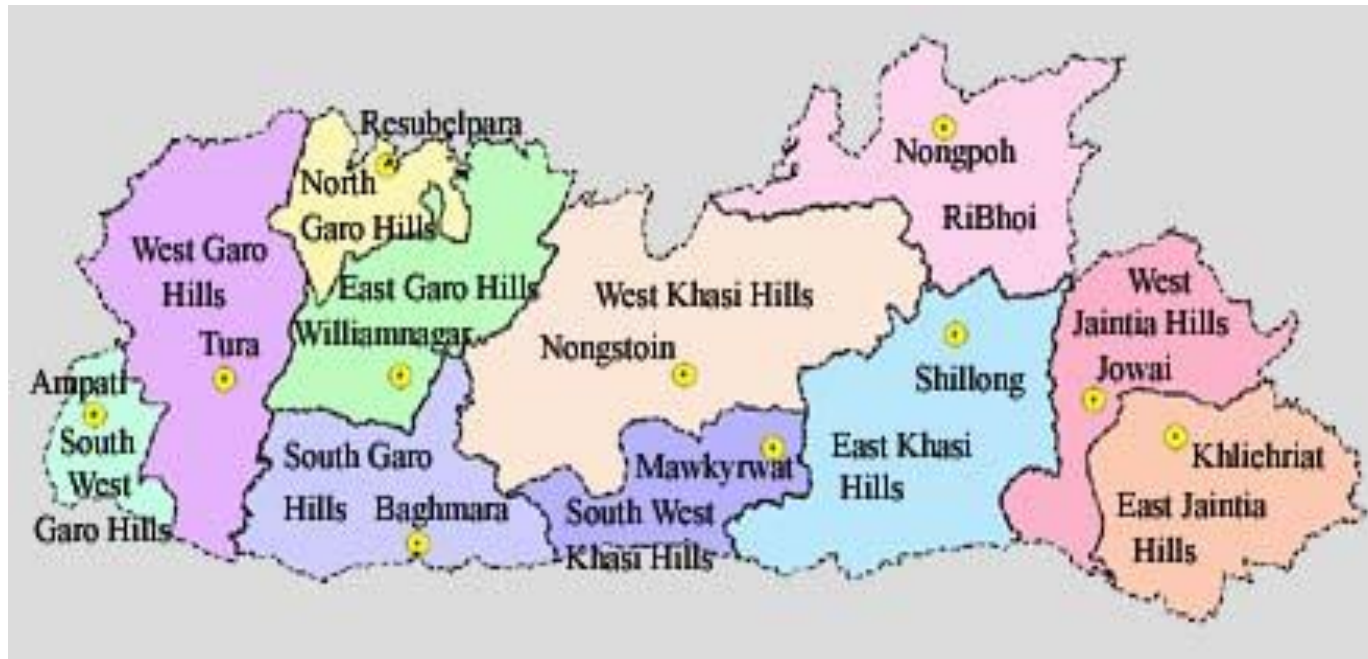 Resubelpara
North
Garo Hills
West Garo
Hills
Tura
Ampati
South
West
Garo Hills
East Garo Hills
Williamnagar
South Garo
Hills
Baghmara
West Khasi Hills
Nongstoin
Mawkyrwat
South West
Khasi Hills
Nongpoh
RiBhoi
Shillong
East Khasi
Hills
West
Jaintia Hills
Jowai
Khlichriat
East Jaintia
Hills